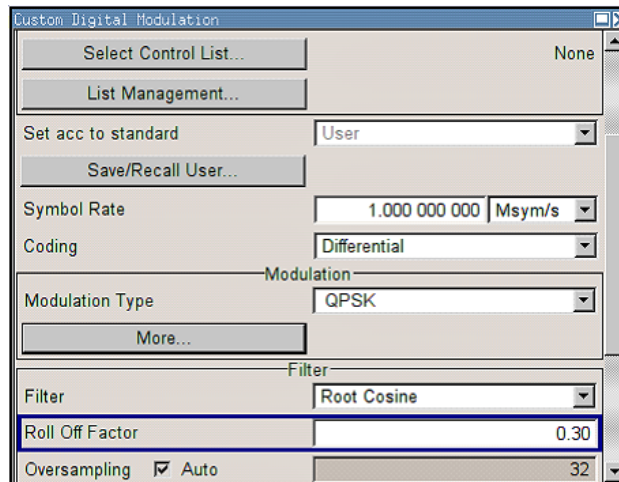 Custom Digital Modulation
Select Control List... None
List Management...
Set acc to standard User
Save/Recall User...
Symbol Rate 1.000 000 000 Msym/s
Coding Differential
Modulation
Modulation Type QPSK
More...
Filter
Filter Root Cosine
Roll Off Factor 0.30
Oversampling Auto 32